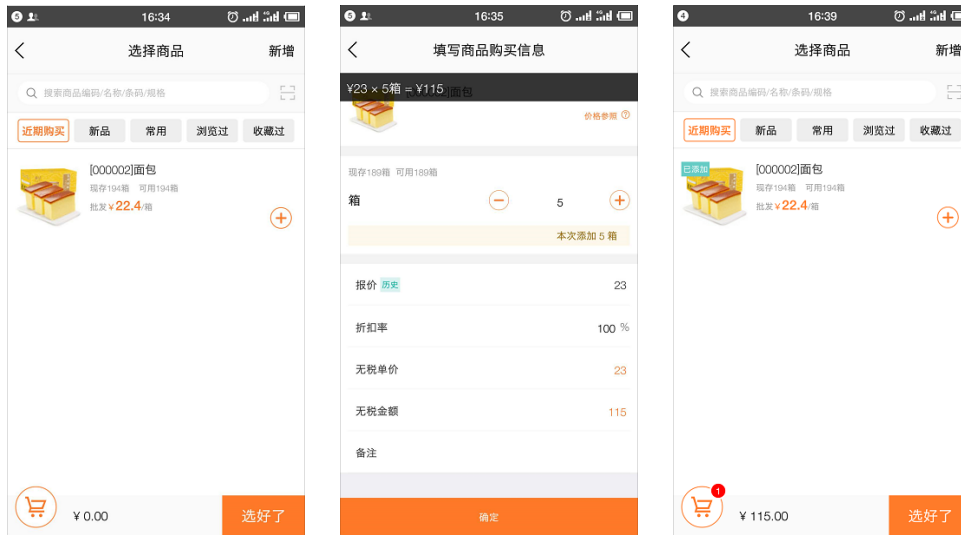 5 16:34
选择商品 新增
搜索商品编码/名称/条码/规格
近期购买 新品 常用 浏览过 收藏过
[000002]面包
现存194箱 可用194箱
批发¥22.4/箱
¥ 0.00 选好了
5 16:35
填写商品购买信息
¥23 × 5箱 = ¥115
[000002]面包
价格参照
现存189箱 可用189箱
箱 5
本次添加 5 箱
报价 历史 23
折扣率 100 %
无税单价 23
无税金额 115
备注
确定
4 16:39
选择商品 新增
搜索商品编码/名称/条码/规格
近期购买 新品 常用 浏览过 收藏过
已添加 [000002]面包
现存194箱 可用194箱
批发¥22.4/箱
1
¥ 115.00 选好了